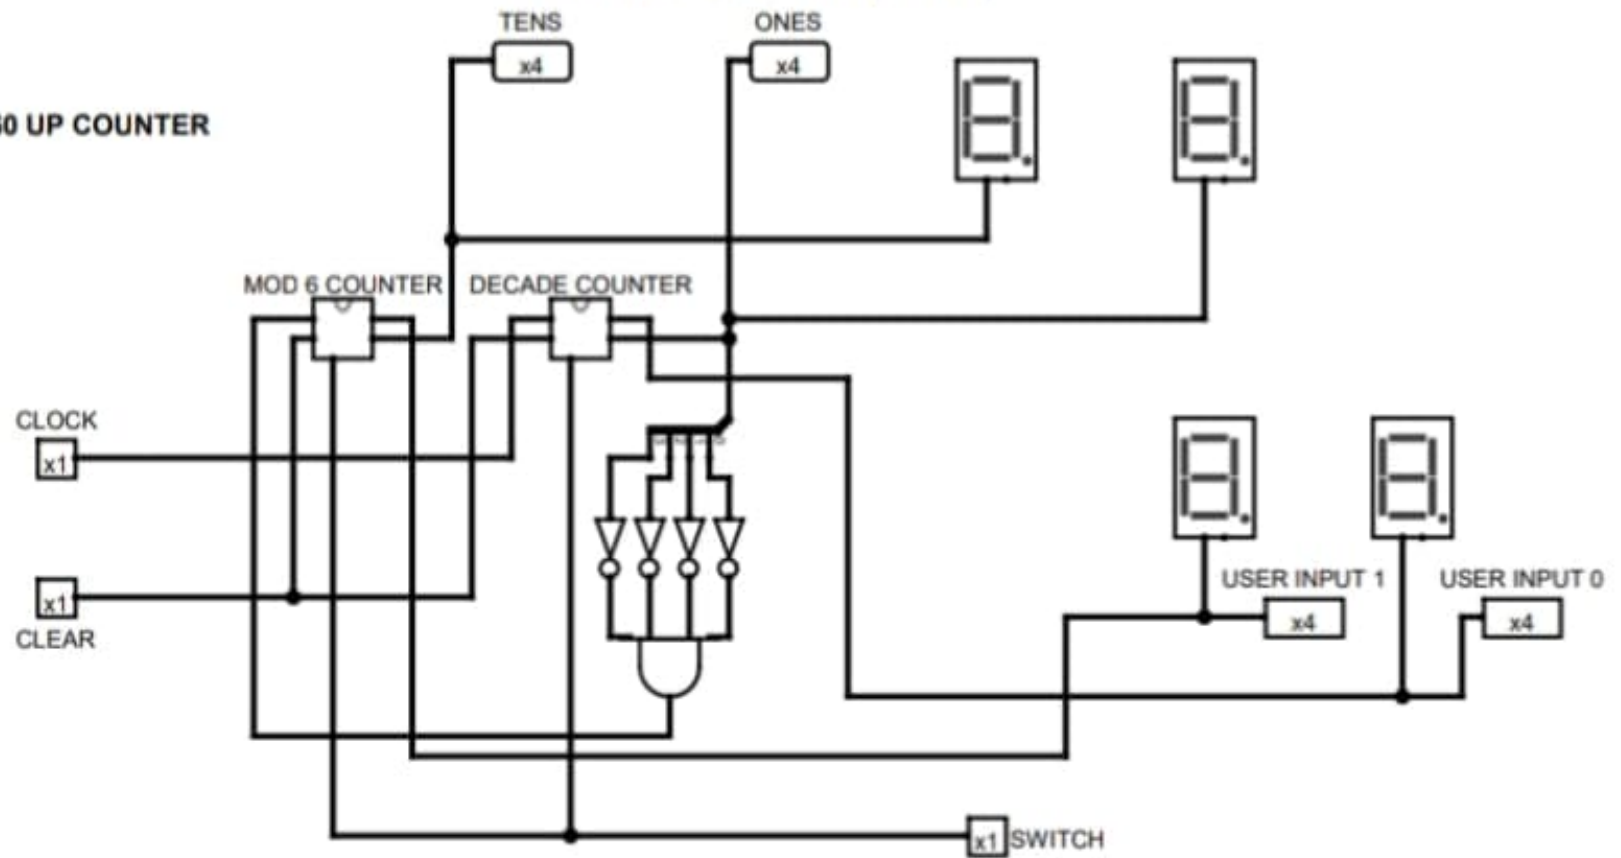 TENS
ONES
x4
x4
0 UP COUNTER
MOD 6 COUNTER
DECADE COUNTER
CLOCK
x1
x1
CLEAR
USER INPUT 1
USER INPUT 0
x4
x4
x1
SWITCH